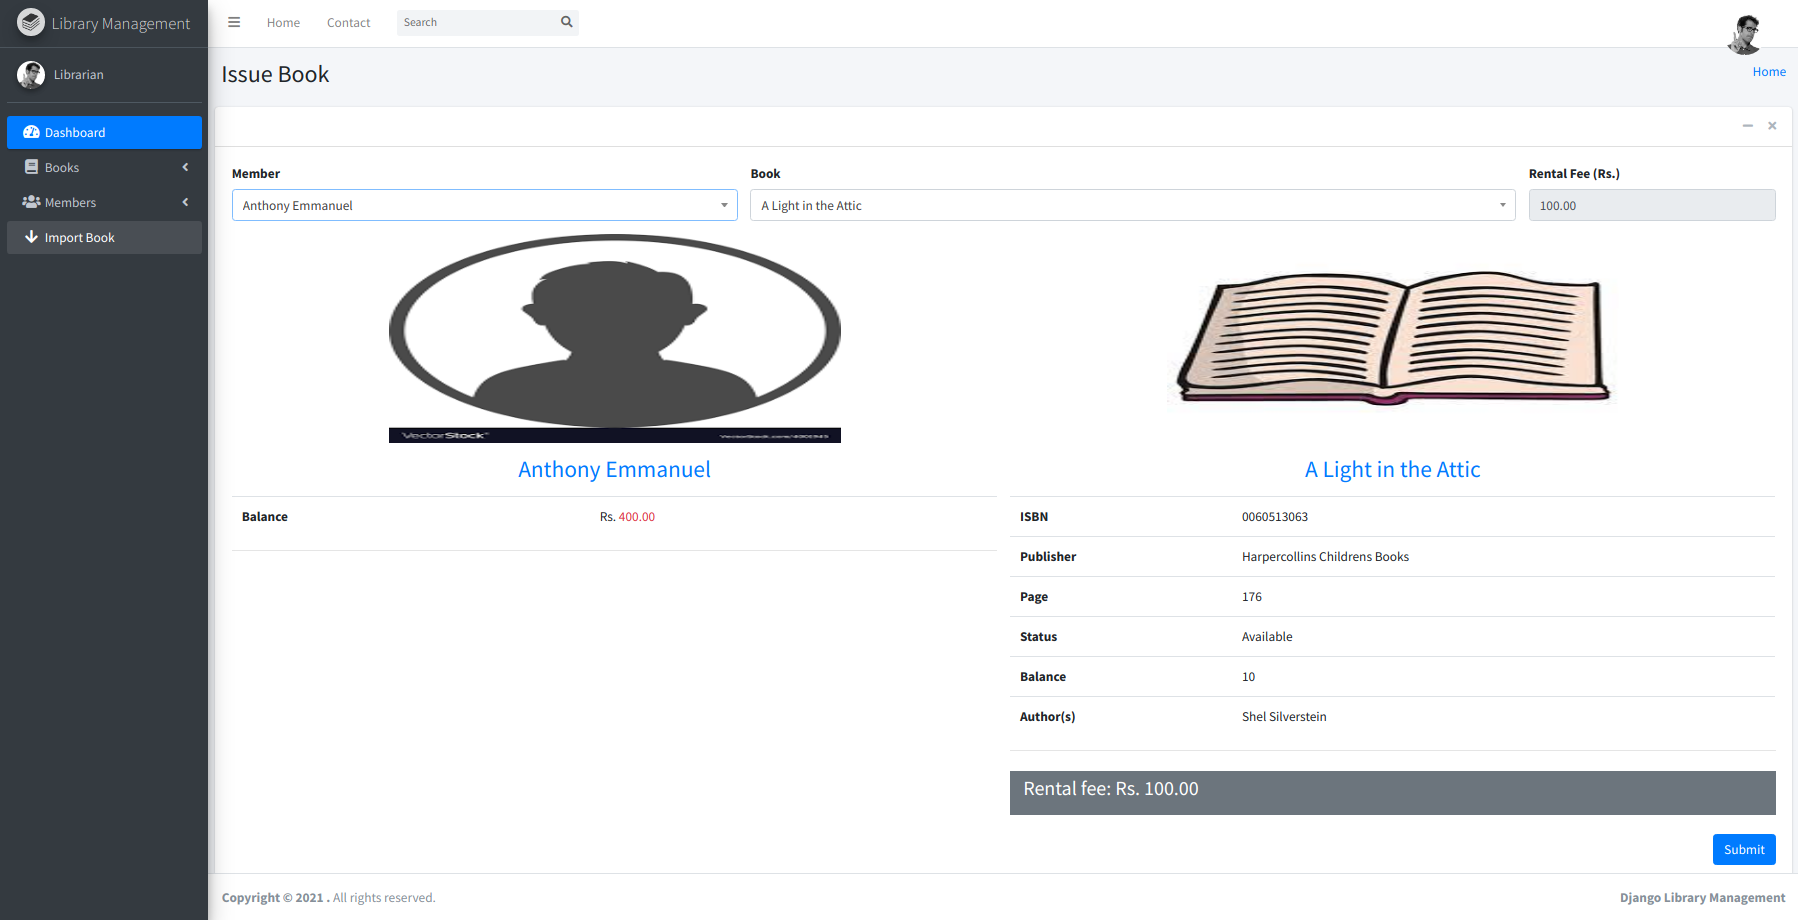 Library Management
Home
Contact
Search
Librarian
Issue Book
Home
Dashboard
Books
Members
Import Book
Member
Book
Rental Fee (Rs.)
Anthony Emmanuel
A Light in the Attic
100.00
VectorStock
Anthony Emmanuel
A Light in the Attic
Balance
Rs. 400.00
ISBN
0060513063
Publisher
Harpercollins Childrens Books
Page
176
Status
Available
Balance
10
Author(s)
Shel Silverstein
Rental fee: Rs. 100.00
Submit
Copyright © 2021 . All rights reserved.
Django Library Management